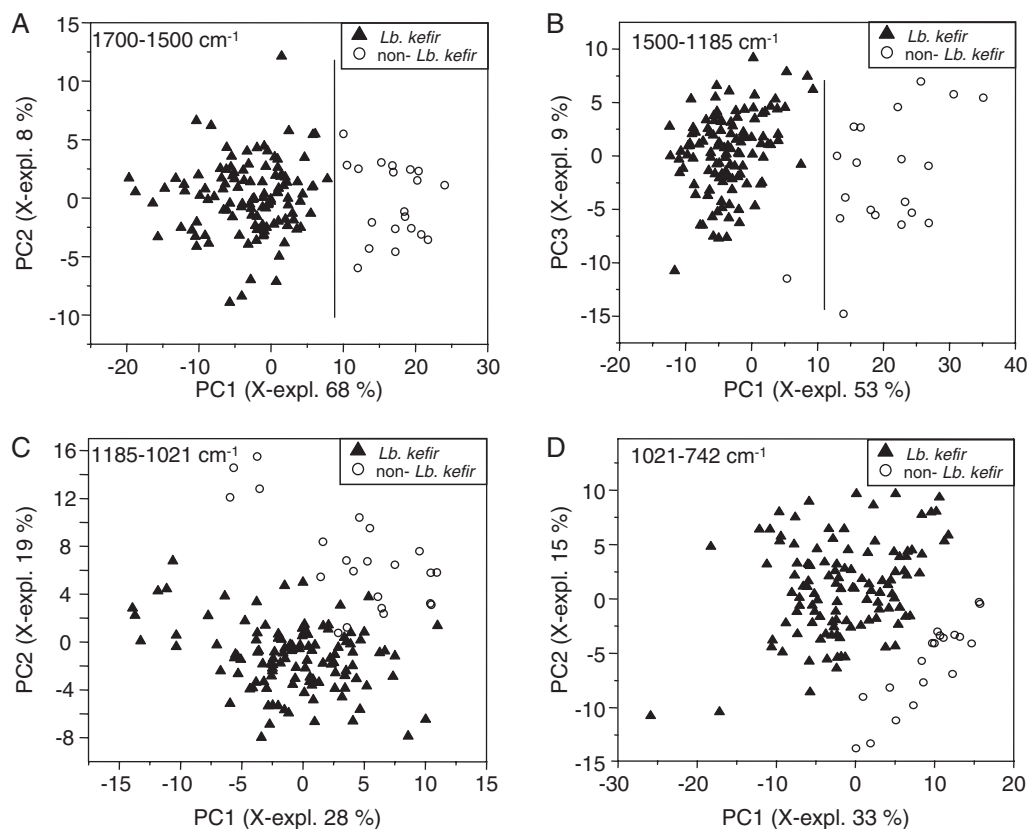 A
1700-1500 cm⁻¹
Lb. kefir
non- Lb. kefir
PC2 (X-expl. 8 %)
15
10
5
0
-5
-10
-20
-10
0
10
20
30
PC1 (X-expl. 68 %)
B
1500-1185 cm⁻¹
Lb. kefir
non- Lb. kefir
PC3 (X-expl. 9 %)
10
5
0
-5
-10
-15
-10
0
10
20
30
40
PC1 (X-expl. 53 %)
C
1185-1021 cm⁻¹
Lb. kefir
non- Lb. kefir
PC2 (X-expl. 19 %)
16
12
8
4
0
-4
-8
-15
-10
-5
0
5
10
15
PC1 (X-expl. 28 %)
D
1021-742 cm⁻¹
Lb. kefir
non- Lb. kefir
PC2 (X-expl. 15 %)
15
10
5
0
-5
-10
-15
-30
-20
-10
0
10
20
PC1 (X-expl. 33 %)